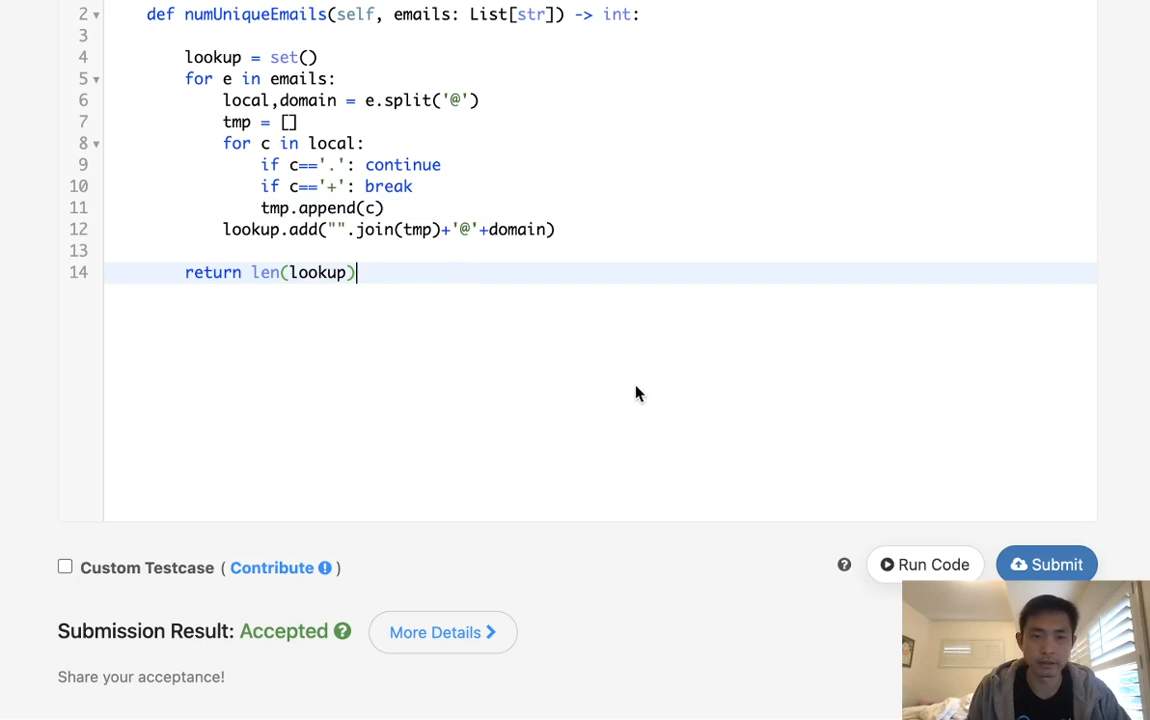 2 def numUniqueEmails(self, emails: List[str]) -> int:
3
4 lookup = set()
5 for e in emails:
6 local,domain = e.split('@')
7 tmp = []
8 for c in local:
9 if c=='.': continue
10 if c=='+': break
11 tmp.append(c)
12 lookup.add("".join(tmp)+'@'+domain)
13
14 return len(lookup)
Custom Testcase ( Contribute )
? Run Code Submit
Submission Result: Accepted ? More Details
Share your acceptance!